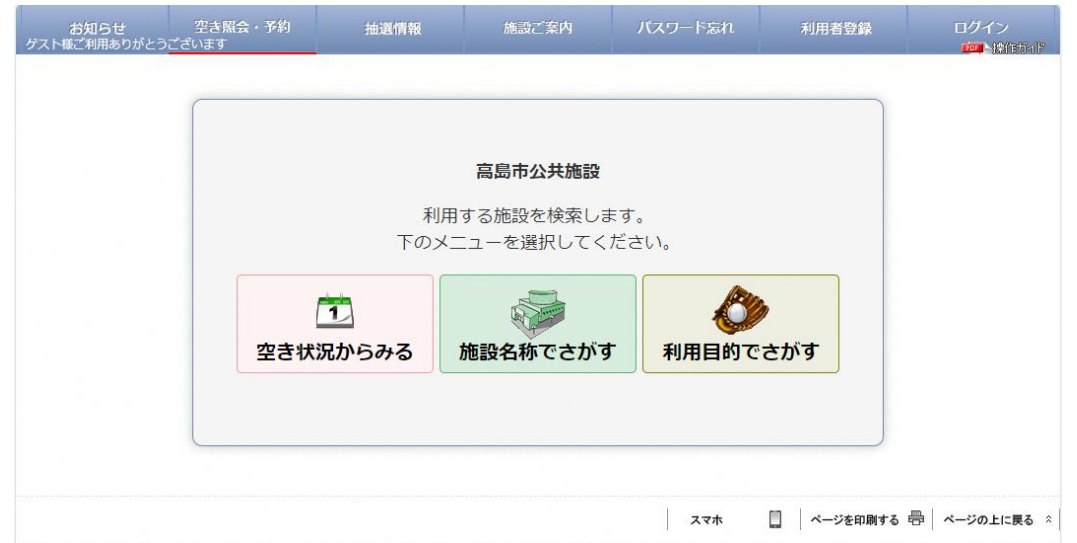 お知らせ
空き照会・予約
抽選情報
施設ご案内
パスワード忘れ
利用者登録
ログイン
ゲスト様ご利用ありがとうございます
PDF 操作ガイド
高島市公共施設
利用する施設を検索します。
下のメニューを選択してください。
1
空き状況からみる
施設名称でさがす
利用目的でさがす
スマホ
ページを印刷する
ページの上に戻る